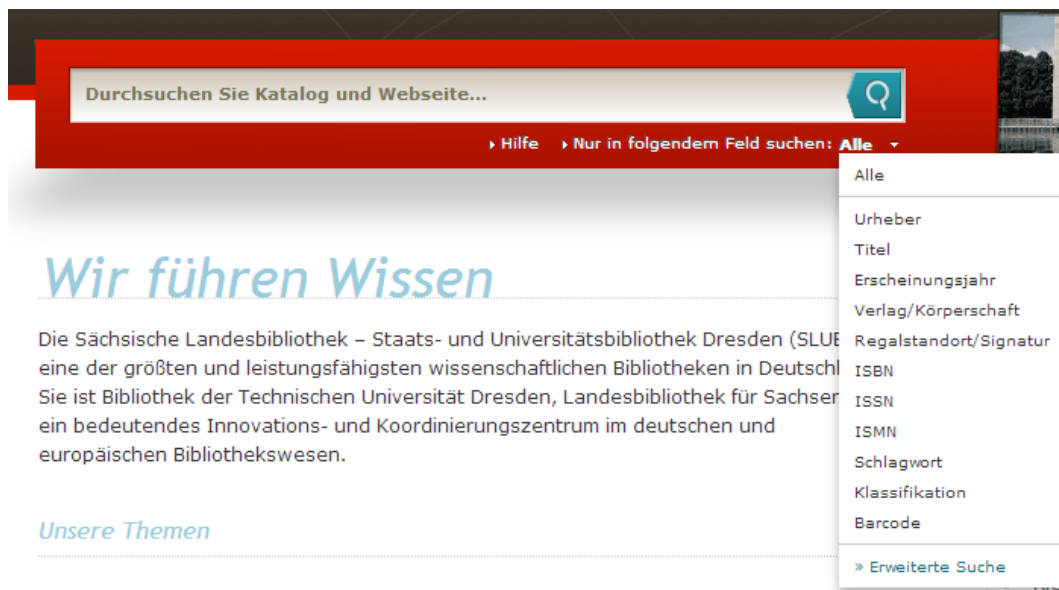 Durchsuchen Sie Katalog und Webseite...
Hilfe Nur in folgendem Feld suchen: Alle
Alle
Urheber
Titel
Erscheinungsjahr
Verlag/Körperschaft
Regalstandort/Signatur
ISBN
ISSN
ISMN
Schlagwort
Klassifikation
Barcode
» Erweiterte Suche
Wir führen Wissen
Die Sächsische Landesbibliothek – Staats- und Universitätsbibliothek Dresden (SLUB
eine der größten und leistungsfähigsten wissenschaftlichen Bibliotheken in Deutschl
Sie ist Bibliothek der Technischen Universität Dresden, Landesbibliothek für Sachsen
ein bedeutendes Innovations- und Koordinierungszentrum im deutschen und
europäischen Bibliothekswesen.
Unsere Themen